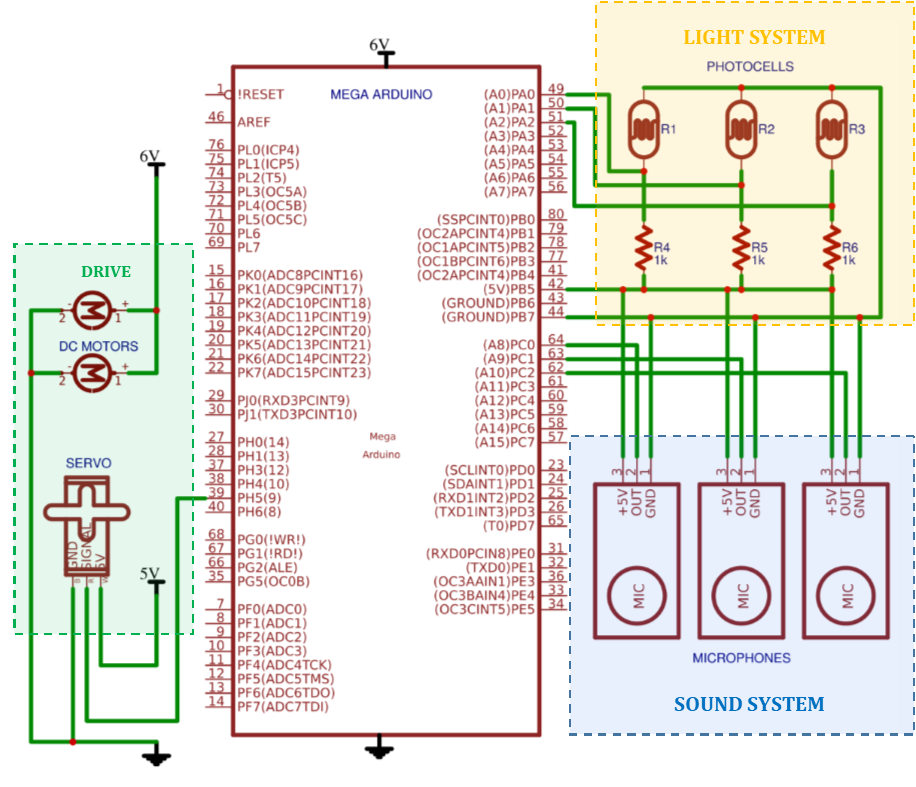 6V
LIGHT SYSTEM
PHOTOCELLS
MEGA ARDUINO
1 !RESET
46 AREF
76 PL0(ICP4)
75 PL1(ICP5)
74 PL2(T5)
73 PL3(OC5A)
72 PL4(OC5B)
71 PL5(OC5C)
70 PL6
69 PL7
15 PK0(ADC8PCINT16)
16 PK1(ADC9PCINT17)
17 PK2(ADC10PCINT18)
18 PK3(ADC11PCINT19)
19 PK4(ADC12PCINT20)
20 PK5(ADC13PCINT21)
21 PK6(ADC14PCINT22)
22 PK7(ADC15PCINT23)
29 PJ0(RXD3PCINT9)
30 PJ1(TXD3PCINT10)
27 PH0(14)
28 PH1(13)
37 PH3(12)
38 PH4(10)
39 PH5(9)
40 PH6(8)
68 PG0(!WR!)
67 PG1(!RD!)
66 PG2(ALE)
35 PG5(OC0B)
7 PF0(ADC0)
8 PF1(ADC1)
9 PF2(ADC2)
10 PF3(ADC3)
11 PF4(ADC4TCK)
12 PF5(ADC5TMS)
13 PF6(ADC6TDO)
14 PF7(ADC7TDI)
Mega
Arduino
(A0)PA0 49
(A1)PA1 50
(A2)PA2 51
(A3)PA3 52
(A4)PA4 53
(A5)PA5 54
(A6)PA6 55
(A7)PA7 56
(SSPCINT0)PB0 80
(OC2APCINT4)PB1 79
(OC1APCINT5)PB2 78
(OC1BPCINT6)PB3 77
(OC2APCINT4)PB4 41
(5V)PB5 42
(GROUND)PB6 43
(GROUND)PB7 44
(A8)PC0 64
(A9)PC1 63
(A10)PC2 62
(A11)PC3 61
(A12)PC4 60
(A13)PC5 59
(A14)PC6 58
(A15)PC7 57
(SCLINT0)PD0 23
(SDAINT1)PD1 24
(RXD1INT2)PD2 25
(TXD1INT3)PD3 26
(T0)PD7 65
(RXD0PCIN8)PE0 31
(TXD0)PE1 32
(OC3AAIN1)PE3 36
(OC3BAIN4)PE4 33
(OC3CINT5)PE5 34
R1
R2
R3
R4
1k
R5
1k
R6
1k
6V
DRIVE
- M +
2 1
DC MOTORS
- M +
2 1
SERVO
GND
SIGNAL
5V
5V
3 2 1
+5V OUT GND
MIC
3 2 1
+5V OUT GND
MIC
3 2 1
+5V OUT GND
MIC
MICROPHONES
SOUND SYSTEM